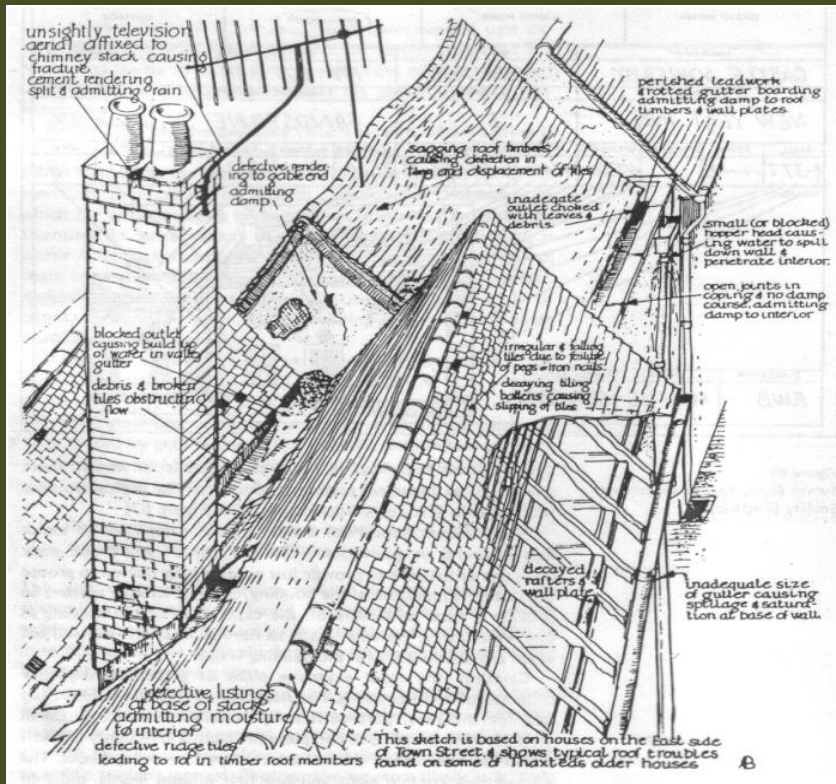 unsightly television
aerial affixed to
chimney stack causing
fracture
cement rendering
split & admitting rain
perished leadwork
& rotted gutter boarding
admitting damp to roof
timbers & wall plates.
sagging roof timbers
causing deflection in
tiling and displacement of tiles
defective render-
ing to gable end
admitting
damp
inadequate
outlet choked
with leaves &
debris.
small (or blocked)
hopper head caus-
ing water to spill
down wall &
penetrate interior.
open joints in
coping & no damp
course, admitting
damp to interior
blocked outlet
causing build up
of water in valley
gutter
debris & broken
tiles obstructing
flow
irregular & falling
tiles due to failure
of pegs or iron nails.
decaying tiling
battens causing
slipping of tiles
decayed
rafters &
wall plate
inadequate size
of gutter causing
spillage & satura-
tion at base of wall.
defective listings
at base of stack
admitting moisture
to interior
defective ridge tiles
leading to rot in timber roof members
This sketch is based on houses on the East side
of Town Street, & shows typical roof troubles
found on some of Thaxteds older houses
AB